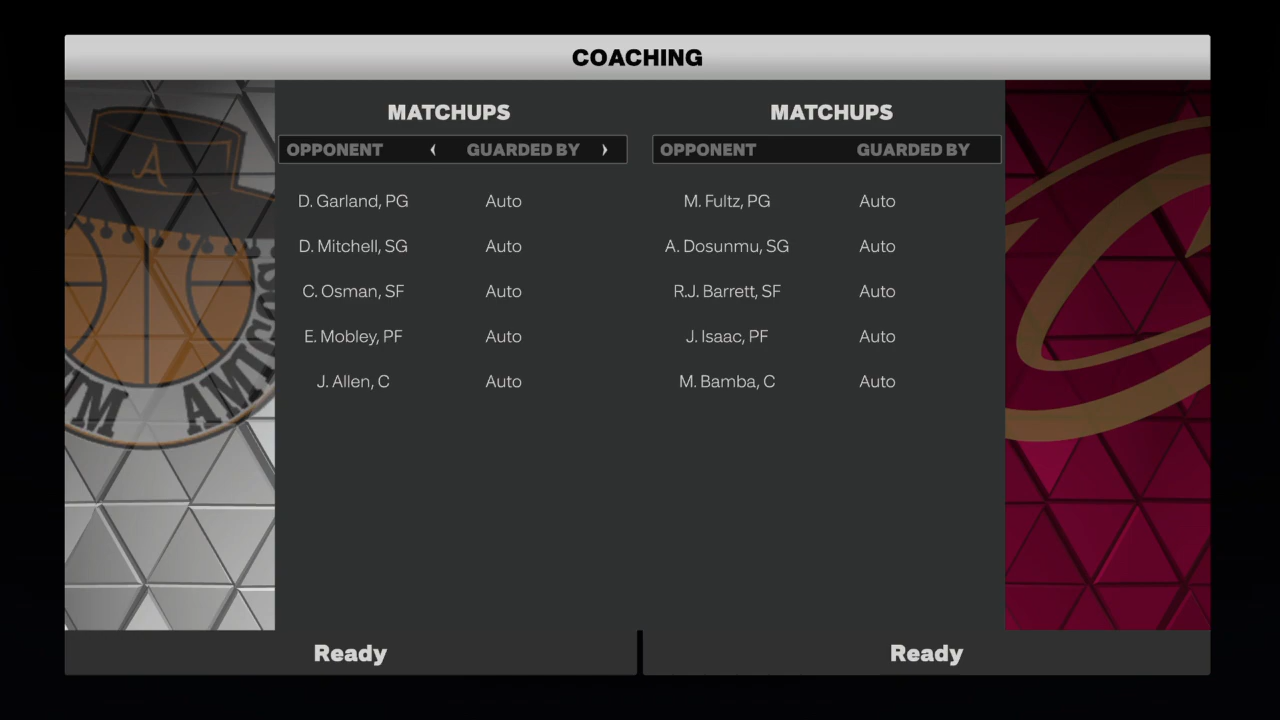 COACHING
MATCHUPS
OPPONENT GUARDED BY
D. Garland, PG Auto
D. Mitchell, SG Auto
C. Osman, SF Auto
E. Mobley, PF Auto
J. Allen, C Auto
MATCHUPS
OPPONENT GUARDED BY
M. Fultz, PG Auto
A. Dosunmu, SG Auto
R.J. Barrett, SF Auto
J. Isaac, PF Auto
M. Bamba, C Auto
A
UM AMIGOS
Ready
Ready